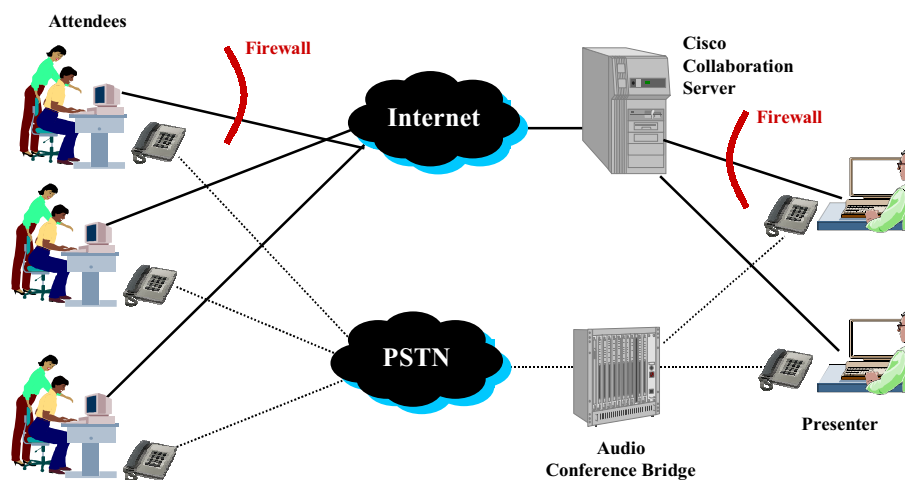 Attendees
Firewall
Internet
Cisco
Collaboration
Server
Firewall
PSTN
Audio
Conference Bridge
Presenter